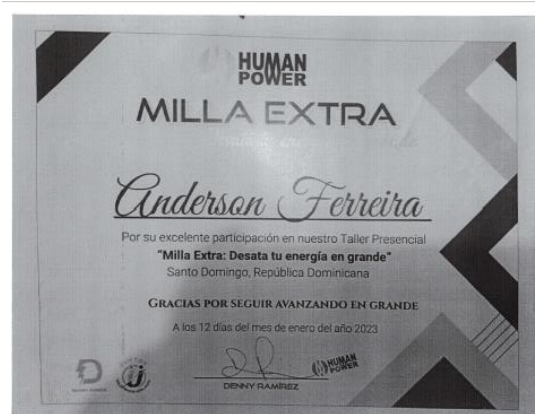 HUMAN
POWER
MILLA EXTRA
Anderson Ferreira
Por su excelente participación en nuestro Taller Presencial
"Milla Extra: Desata tu energía en grande"
Santo Domingo, República Dominicana
GRACIAS POR SEGUIR AVANZANDO EN GRANDE
A los 12 días del mes de enero del año 2023
HUMAN
POWER
DENNY RAMÍREZ